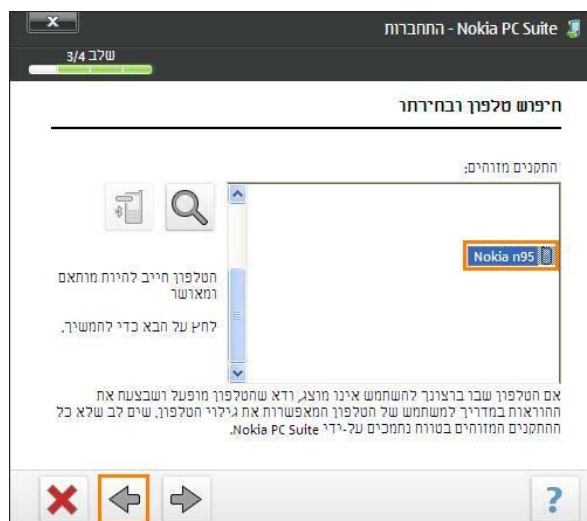 Nokia PC Suite - התחברות
שלב 3/4
חיפוש טלפון ובחירתו
התקנים מזוהים:
Nokia n95
הטלפון חייב להיות מותאם
ומאושר
לחץ על הבא כדי להמשיך.
אם הטלפון שבו ברצונך להשתמש אינו מוצג, ודא שהטלפון מופעל ושבצעת את
ההוראות במדריך למשתמש של הטלפון המאפשרות את גילוי הטלפון. שים לב שלא כל
ההתקנים המזוהים בטווח נתמכים על-ידי Nokia PC Suite.